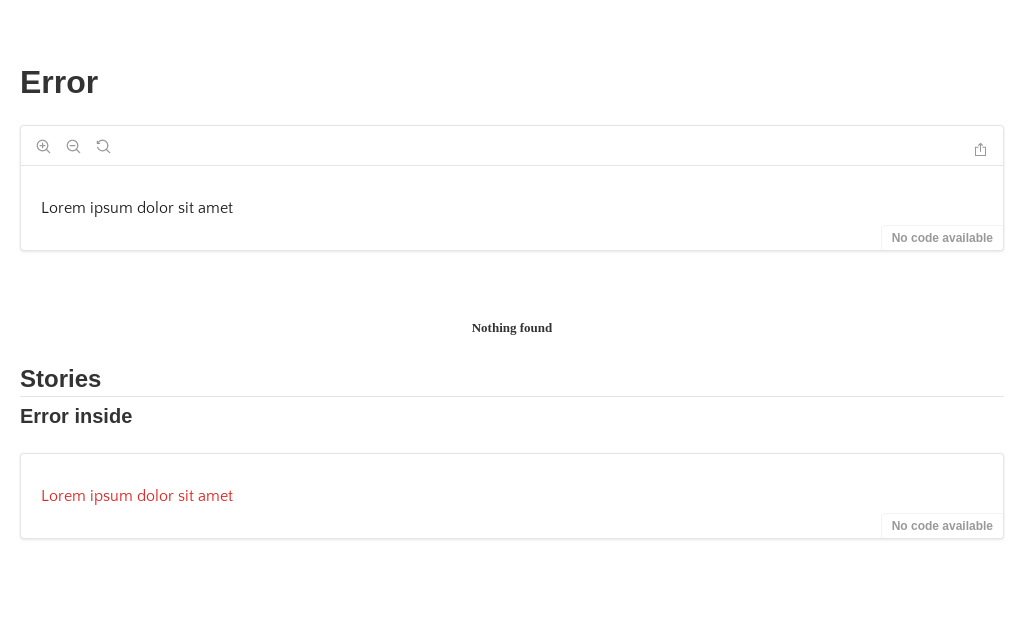 Error
Lorem ipsum dolor sit amet
No code available
Nothing found
Stories
Error inside
Lorem ipsum dolor sit amet
No code available